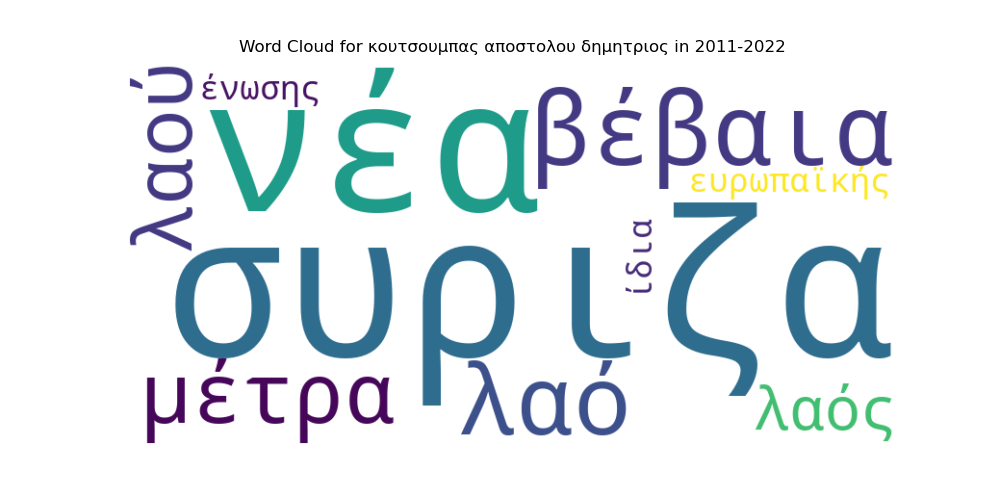 Word Cloud for κουτσουμπας αποστολου δημητριος in 2011-2022
λαού
ένωσης
νέα
βέβαια
ευρωπαϊκής
συριζα
ίδια
μέτρα
λαό
λαός